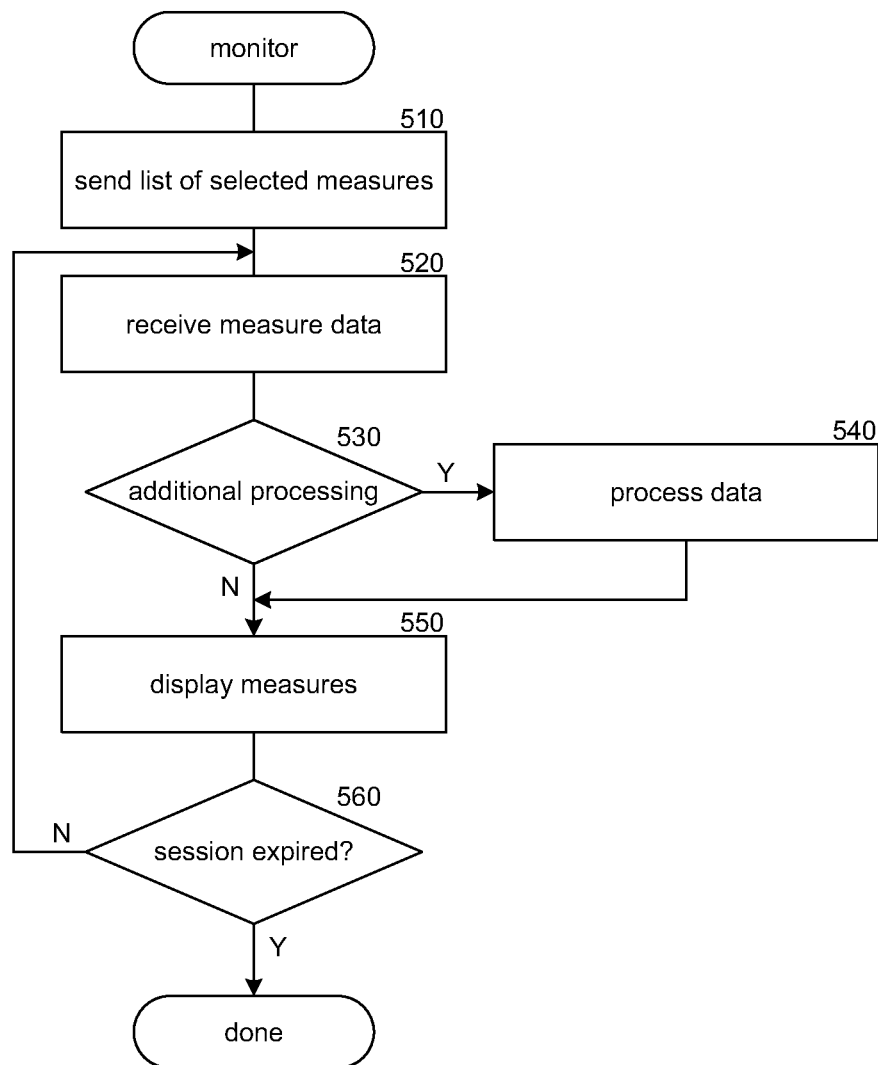 monitor
510
send list of selected measures
520
receive measure data
530
additional processing
Y
540
process data
N
550
display measures
560
N
session expired?
Y
done